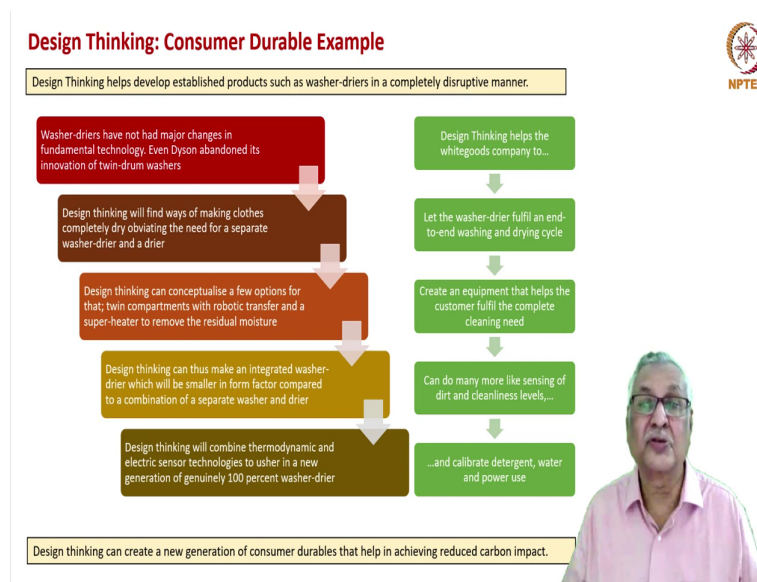 Design Thinking: Consumer Durable Example
Design Thinking helps develop established products such as washer-driers in a completely disruptive manner.
Washer-driers have not had major changes in
fundamental technology. Even Dyson abandoned its
innovation of twin-drum washers
Design thinking will find ways of making clothes
completely dry obviating the need for a separate
washer-drier and a drier
Design thinking can conceptualise a few options for
that; twin compartments with robotic transfer and a
super-heater to remove the residual moisture
Design thinking can thus make an integrated washer-
drier which will be smaller in form factor compared
to a combination of a separate washer and drier
Design thinking will combine thermodynamic and
electric sensor technologies to usher in a new
generation of genuinely 100 percent washer-drier
Design Thinking helps the
whitegoods company to...
Let the washer-drier fulfil an end-
to-end washing and drying cycle
Create an equipment that helps the
customer fulfil the complete
cleaning need
Can do many more like sensing of
dirt and cleanliness levels,...
...and calibrate detergent, water
and power use
Design thinking can create a new generation of consumer durables that help in achieving reduced carbon impact.
NPTE